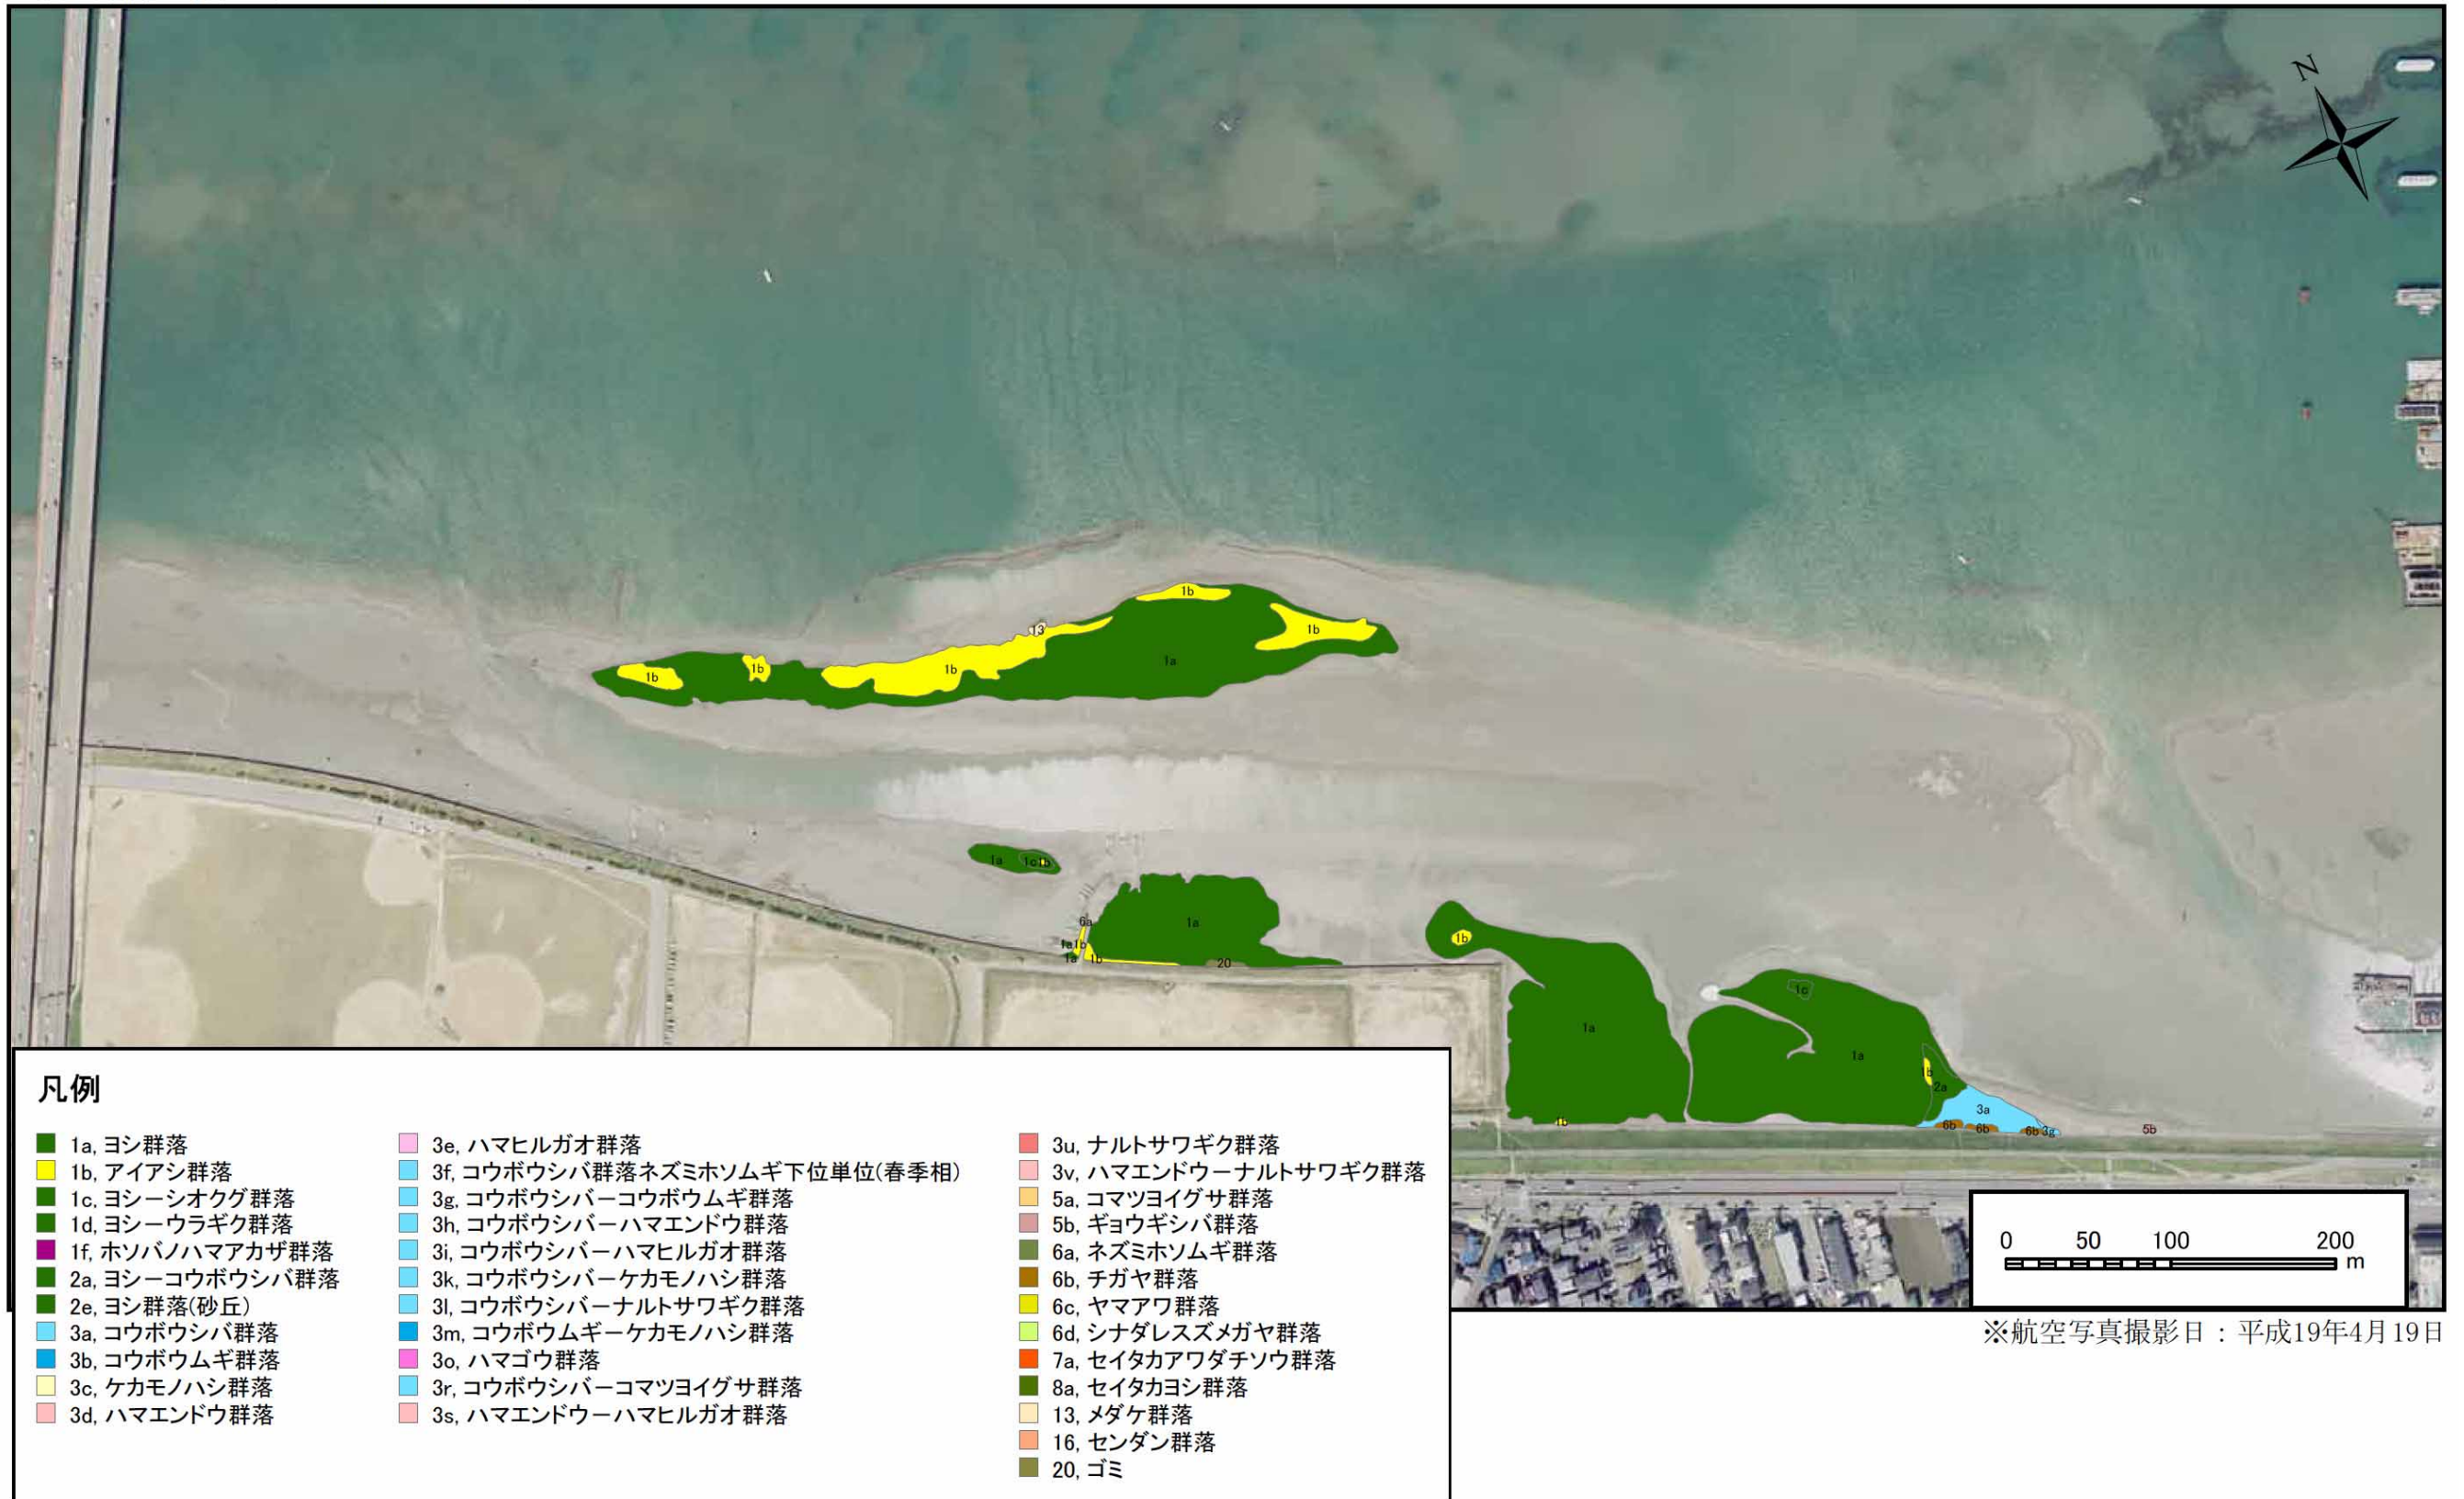 N
1b
13
1b
1b
1b
1b
1a
1a
1c1b
6a
1a
1a1b
1a
1b
20
1b
1a
1b
1c
1a
1b
2a
3a
6b
6b
6b
3g
5b
凡例
1a, ヨシ群落
1b, アイアシ群落
1c, ヨシーシオクグ群落
1d, ヨシーウラギク群落
1f, ホソバノハマアカザ群落
2a, ヨシーコウボウシバ群落
2e, ヨシ群落(砂丘)
3a, コウボウシバ群落
3b, コウボウムギ群落
3c, ケカモノハシ群落
3d, ハマエンドウ群落
3e, ハマヒルガオ群落
3f, コウボウシバ群落ネズミホソムギ下位単位(春季相)
3g, コウボウシバーコウボウムギ群落
3h, コウボウシバーハマエンドウ群落
3i, コウボウシバーハマヒルガオ群落
3k, コウボウシバーケカモノハシ群落
3l, コウボウシバーナルトサワギク群落
3m, コウボウムギーケカモノハシ群落
3o, ハマゴウ群落
3r, コウボウシバーコマツヨイグサ群落
3s, ハマエンドウーハマヒルガオ群落
3u, ナルトサワギク群落
3v, ハマエンドウーナルトサワギク群落
5a, コマツヨイグサ群落
5b, ギョウギシバ群落
6a, ネズミホソムギ群落
6b, チガヤ群落
6c, ヤマアワ群落
6d, シナダレスズメガヤ群落
7a, セイタカアワダチソウ群落
8a, セイタカヨシ群落
13, メダケ群落
16, センダン群落
20, ゴミ
0 50 100 200
m
※航空写真撮影日：平成19年4月19日